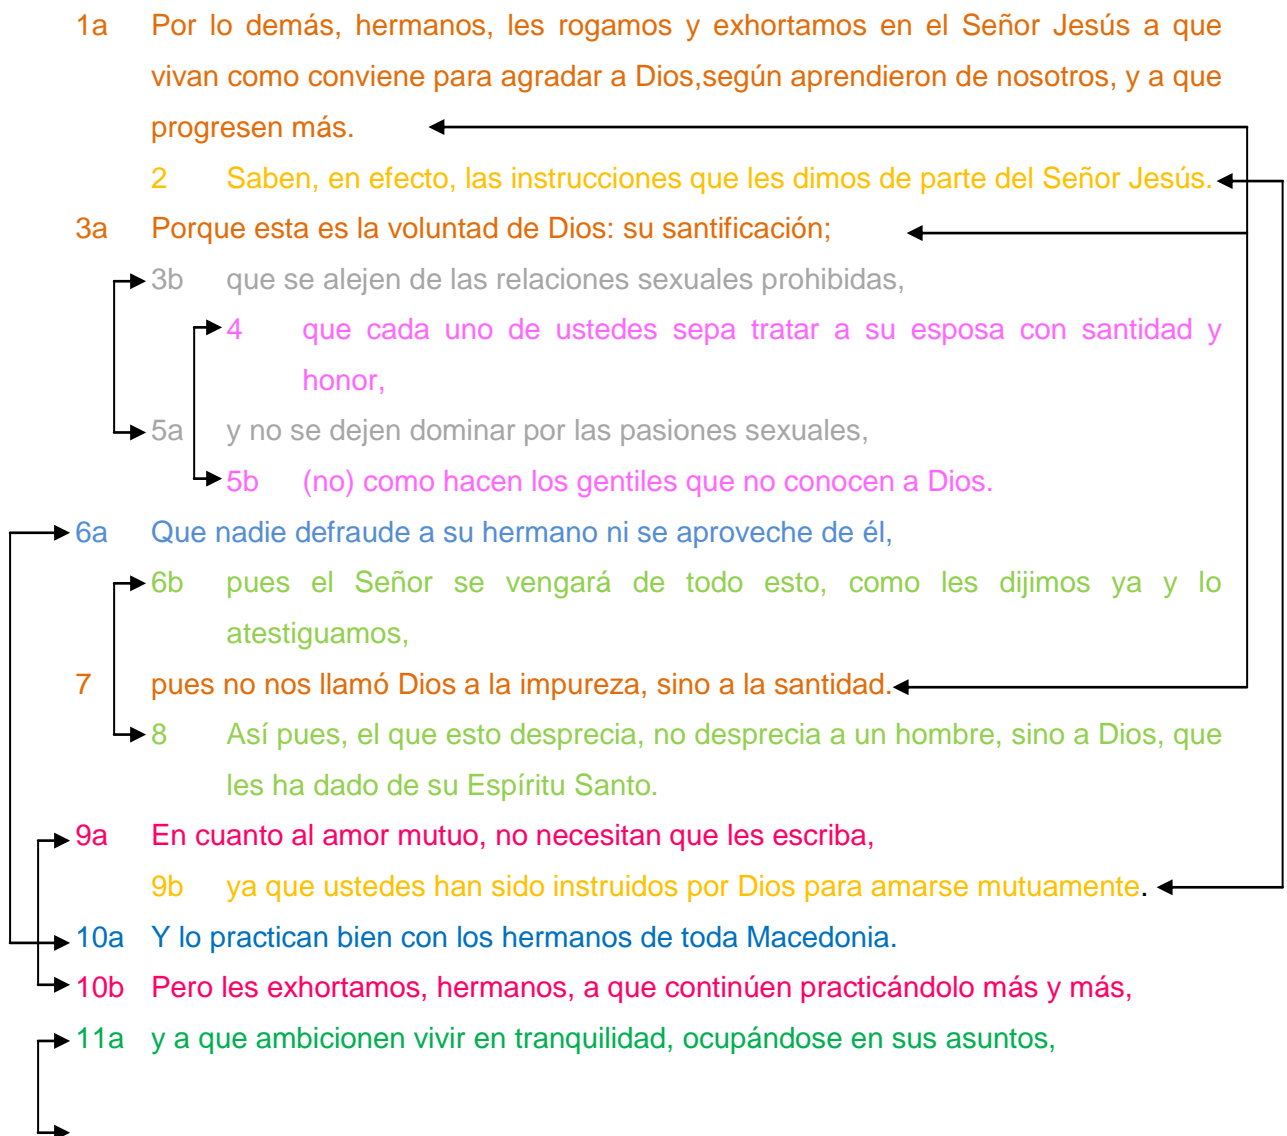 1a Por lo demás, hermanos, les rogamos y exhortamos en el Señor Jesús a que
vivan como conviene para agradar a Dios,según aprendieron de nosotros, y a que
progresen más.
2 Saben, en efecto, las instrucciones que les dimos de parte del Señor Jesús.
3a Porque esta es la voluntad de Dios: su santificación;
3b que se alejen de las relaciones sexuales prohibidas,
4 que cada uno de ustedes sepa tratar a su esposa con santidad y
honor,
5a y no se dejen dominar por las pasiones sexuales,
5b (no) como hacen los gentiles que no conocen a Dios.
6a Que nadie defraude a su hermano ni se aproveche de él,
6b pues el Señor se vengará de todo esto, como les dijimos ya y lo
atestiguamos,
7 pues no nos llamó Dios a la impureza, sino a la santidad.
8 Así pues, el que esto desprecia, no desprecia a un hombre, sino a Dios, que
les ha dado de su Espíritu Santo.
9a En cuanto al amor mutuo, no necesitan que les escriba,
9b ya que ustedes han sido instruidos por Dios para amarse mutuamente.
10a Y lo practican bien con los hermanos de toda Macedonia.
10b Pero les exhortamos, hermanos, a que continúen practicándolo más y más,
11a y a que ambicionen vivir en tranquilidad, ocupándose en sus asuntos,